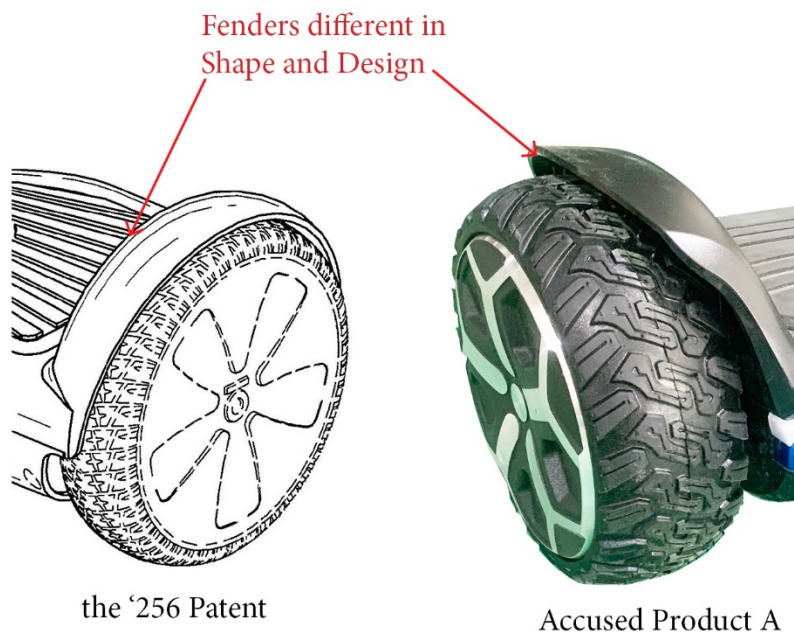 Fenders different in
Shape and Design
the ‘256 Patent
Accused Product A